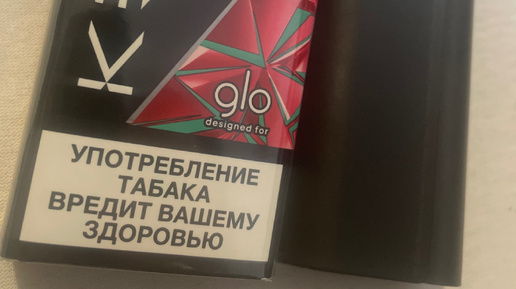 glo
designed for
УПОТРЕБЛЕНИЕ
ТАБАКА
ВРЕДИТ ВАШЕМУ
ЗДОРОВЬЮ